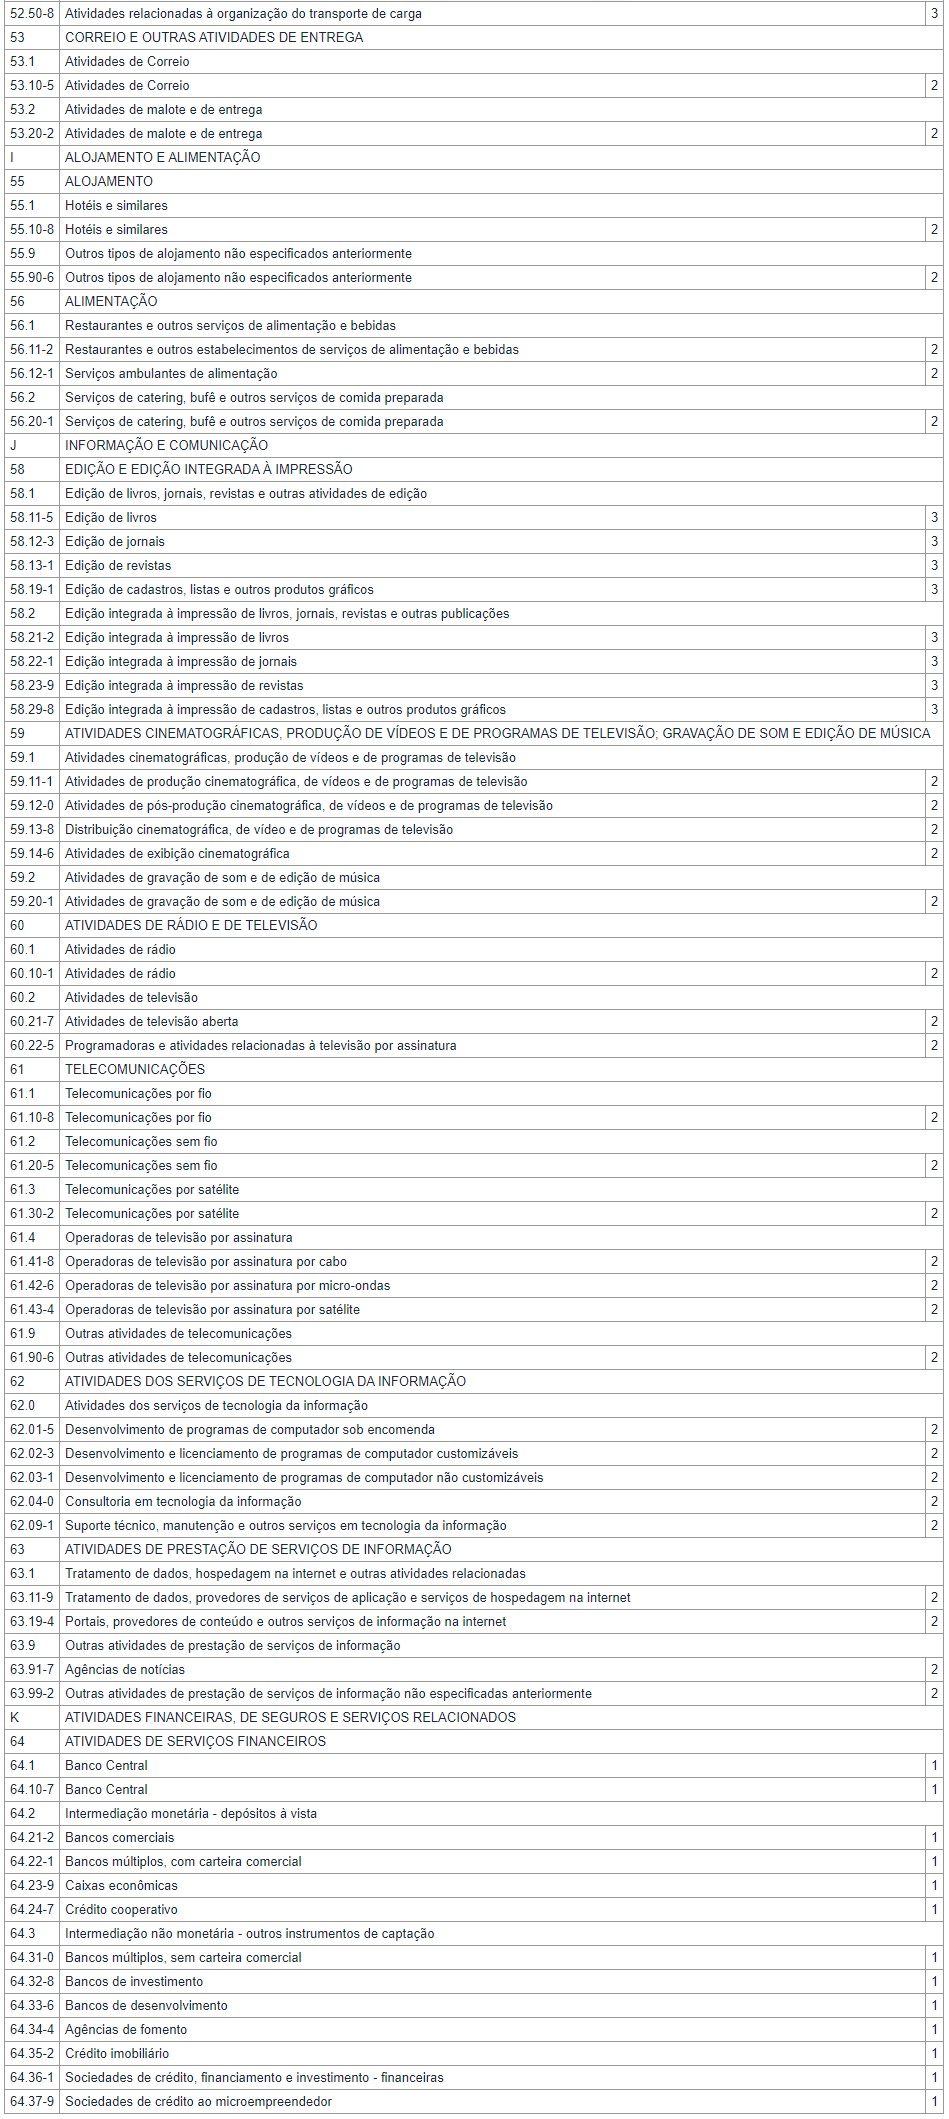 52.50-8 Atividades relacionadas à organização do transporte de carga 3
53 CORREIO E OUTRAS ATIVIDADES DE ENTREGA
53.1 Atividades de Correio
53.10-5 Atividades de Correio 2
53.2 Atividades de malote e de entrega
53.20-2 Atividades de malote e de entrega 2
I ALOJAMENTO E ALIMENTAÇÃO
55 ALOJAMENTO
55.1 Hotéis e similares
55.10-8 Hotéis e similares 2
55.9 Outros tipos de alojamento não especificados anteriormente
55.90-6 Outros tipos de alojamento não especificados anteriormente 2
56 ALIMENTAÇÃO
56.1 Restaurantes e outros serviços de alimentação e bebidas
56.11-2 Restaurantes e outros estabelecimentos de serviços de alimentação e bebidas 2
56.12-1 Serviços ambulantes de alimentação 2
56.2 Serviços de catering, bufê e outros serviços de comida preparada
56.20-1 Serviços de catering, bufê e outros serviços de comida preparada 2
J INFORMAÇÃO E COMUNICAÇÃO
58 EDIÇÃO E EDIÇÃO INTEGRADA À IMPRESSÃO
58.1 Edição de livros, jornais, revistas e outras atividades de edição
58.11-5 Edição de livros 3
58.12-3 Edição de jornais 3
58.13-1 Edição de revistas 3
58.19-1 Edição de cadastros, listas e outros produtos gráficos 3
58.2 Edição integrada à impressão de livros, jornais, revistas e outras publicações
58.21-2 Edição integrada à impressão de livros 3
58.22-1 Edição integrada à impressão de jornais 3
58.23-9 Edição integrada à impressão de revistas 3
58.29-8 Edição integrada à impressão de cadastros, listas e outros produtos gráficos 3
59 ATIVIDADES CINEMATOGRÁFICAS, PRODUÇÃO DE VÍDEOS E DE PROGRAMAS DE TELEVISÃO; GRAVAÇÃO DE SOM E EDIÇÃO DE MÚSICA
59.1 Atividades cinematográficas, produção de vídeos e de programas de televisão
59.11-1 Atividades de produção cinematográfica, de vídeos e de programas de televisão 2
59.12-0 Atividades de pós-produção cinematográfica, de vídeos e de programas de televisão 2
59.13-8 Distribuição cinematográfica, de vídeo e de programas de televisão 2
59.14-6 Atividades de exibição cinematográfica 2
59.2 Atividades de gravação de som e de edição de música
59.20-1 Atividades de gravação de som e de edição de música 2
60 ATIVIDADES DE RÁDIO E DE TELEVISÃO
60.1 Atividades de rádio
60.10-1 Atividades de rádio 2
60.2 Atividades de televisão
60.21-7 Atividades de televisão aberta 2
60.22-5 Programadoras e atividades relacionadas à televisão por assinatura 2
61 TELECOMUNICAÇÕES
61.1 Telecomunicações por fio
61.10-8 Telecomunicações por fio 2
61.2 Telecomunicações sem fio
61.20-5 Telecomunicações sem fio 2
61.3 Telecomunicações por satélite
61.30-2 Telecomunicações por satélite 2
61.4 Operadoras de televisão por assinatura
61.41-8 Operadoras de televisão por assinatura por cabo 2
61.42-6 Operadoras de televisão por assinatura por micro-ondas 2
61.43-4 Operadoras de televisão por assinatura por satélite 2
61.9 Outras atividades de telecomunicações
61.90-6 Outras atividades de telecomunicações 2
62 ATIVIDADES DOS SERVIÇOS DE TECNOLOGIA DA INFORMAÇÃO
62.0 Atividades dos serviços de tecnologia da informação
62.01-5 Desenvolvimento de programas de computador sob encomenda 2
62.02-3 Desenvolvimento e licenciamento de programas de computador customizáveis 2
62.03-1 Desenvolvimento e licenciamento de programas de computador não customizáveis 2
62.04-0 Consultoria em tecnologia da informação 2
62.09-1 Suporte técnico, manutenção e outros serviços em tecnologia da informação 2
63 ATIVIDADES DE PRESTAÇÃO DE SERVIÇOS DE INFORMAÇÃO
63.1 Tratamento de dados, hospedagem na internet e outras atividades relacionadas
63.11-9 Tratamento de dados, provedores de serviços de aplicação e serviços de hospedagem na internet 2
63.19-4 Portais, provedores de conteúdo e outros serviços de informação na internet 2
63.9 Outras atividades de prestação de serviços de informação
63.91-7 Agências de notícias 2
63.99-2 Outras atividades de prestação de serviços de informação não especificadas anteriormente 2
K ATIVIDADES FINANCEIRAS, DE SEGUROS E SERVIÇOS RELACIONADOS
64 ATIVIDADES DE SERVIÇOS FINANCEIROS
64.1 Banco Central 1
64.10-7 Banco Central 1
64.2 Intermediação monetária - depósitos à vista
64.21-2 Bancos comerciais 1
64.22-1 Bancos múltiplos, com carteira comercial 1
64.23-9 Caixas econômicas 1
64.24-7 Crédito cooperativo 1
64.3 Intermediação não monetária - outros instrumentos de captação
64.31-0 Bancos múltiplos, sem carteira comercial 1
64.32-8 Bancos de investimento 1
64.33-6 Bancos de desenvolvimento 1
64.34-4 Agências de fomento 1
64.35-2 Crédito imobiliário 1
64.36-1 Sociedades de crédito, financiamento e investimento - financeiras 1
64.37-9 Sociedades de crédito ao microempreendedor 1